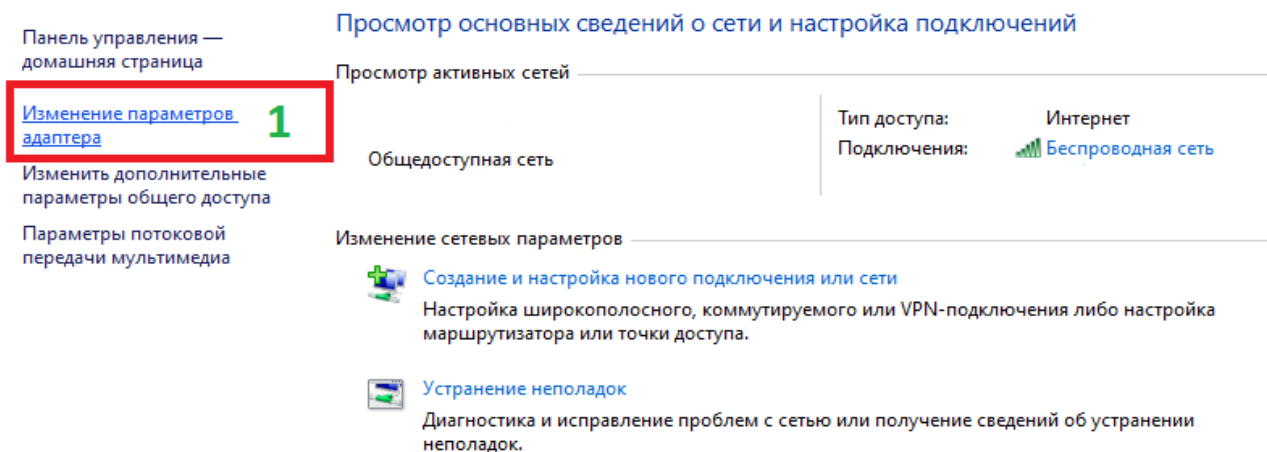 Панель управления —
домашняя страница
Изменение параметров
адаптера
1
Изменить дополнительные
параметры общего доступа
Параметры потоковой
передачи мультимедиа
Просмотр основных сведений о сети и настройка подключений
Просмотр активных сетей
Общедоступная сеть
Тип доступа: Интернет
Подключения: Беспроводная сеть
Изменение сетевых параметров
Создание и настройка нового подключения или сети
Настройка широкополосного, коммутируемого или VPN-подключения либо настройка
маршрутизатора или точки доступа.
Устранение неполадок
Диагностика и исправление проблем с сетью или получение сведений об устранении
неполадок.